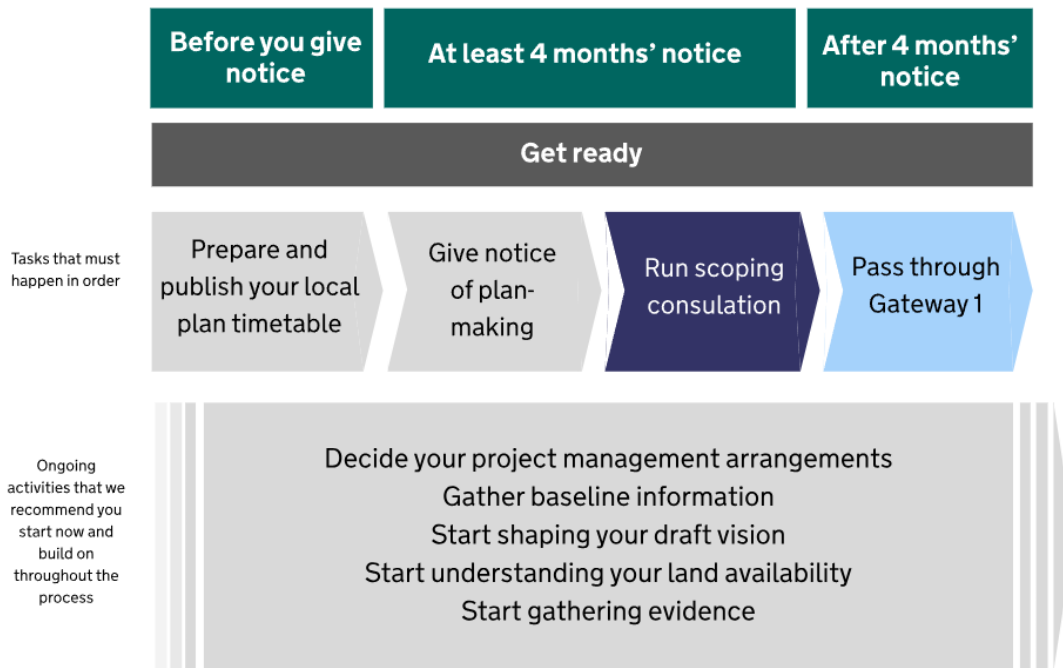 Before you give
notice
At least 4 months’ notice
After 4 months’
notice
Get ready
Tasks that must
happen in order
Prepare and
publish your local
plan timetable
Give notice
of plan-
making
Run scoping
consulation
Pass through
Gateway 1
Ongoing
activities that we
recommend you
start now and
build on
throughout the
process
Decide your project management arrangements
Gather baseline information
Start shaping your draft vision
Start understanding your land availability
Start gathering evidence